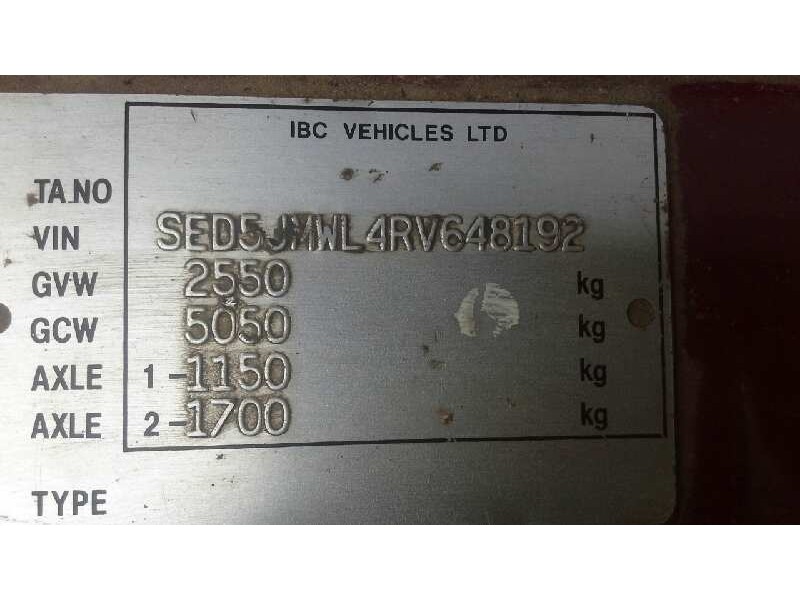 IBC VEHICLES LTD
TA NO
VIN SED5JMWL4RV648192
GVW 2550 kg
GCW 5050 kg
AXLE 1-1150 kg
AXLE 2-1700 kg
TYPE